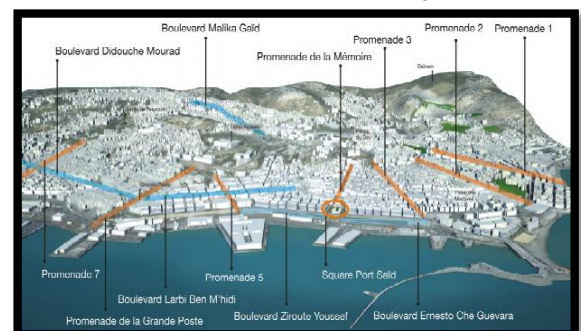 Boulevard Malika Gaïd
Boulevard Didouche Mourad
Promenade de la Mémoire
Promenade 3
Promenade 2
Promenade 1
Grande Poste
Promenade 7
Promenade 5
Square Port Saïd
Boulevard Larbi Ben M'hidi
Promenade de la Grande Poste
Boulevard Ziroute Youssef
Boulevard Ernesto Che Guevara